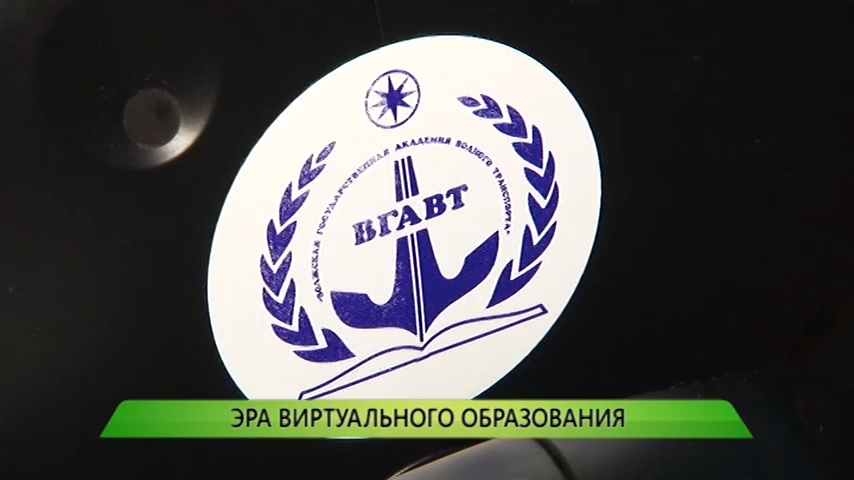 "ВОЛЖСКАЯ ГОСУДАРСТВЕННАЯ АКАДЕМИЯ ВОДНОГО ТРАНСПОРТА"
ВГАВТ
ЭРА ВИРТУАЛЬНОГО ОБРАЗОВАНИЯ